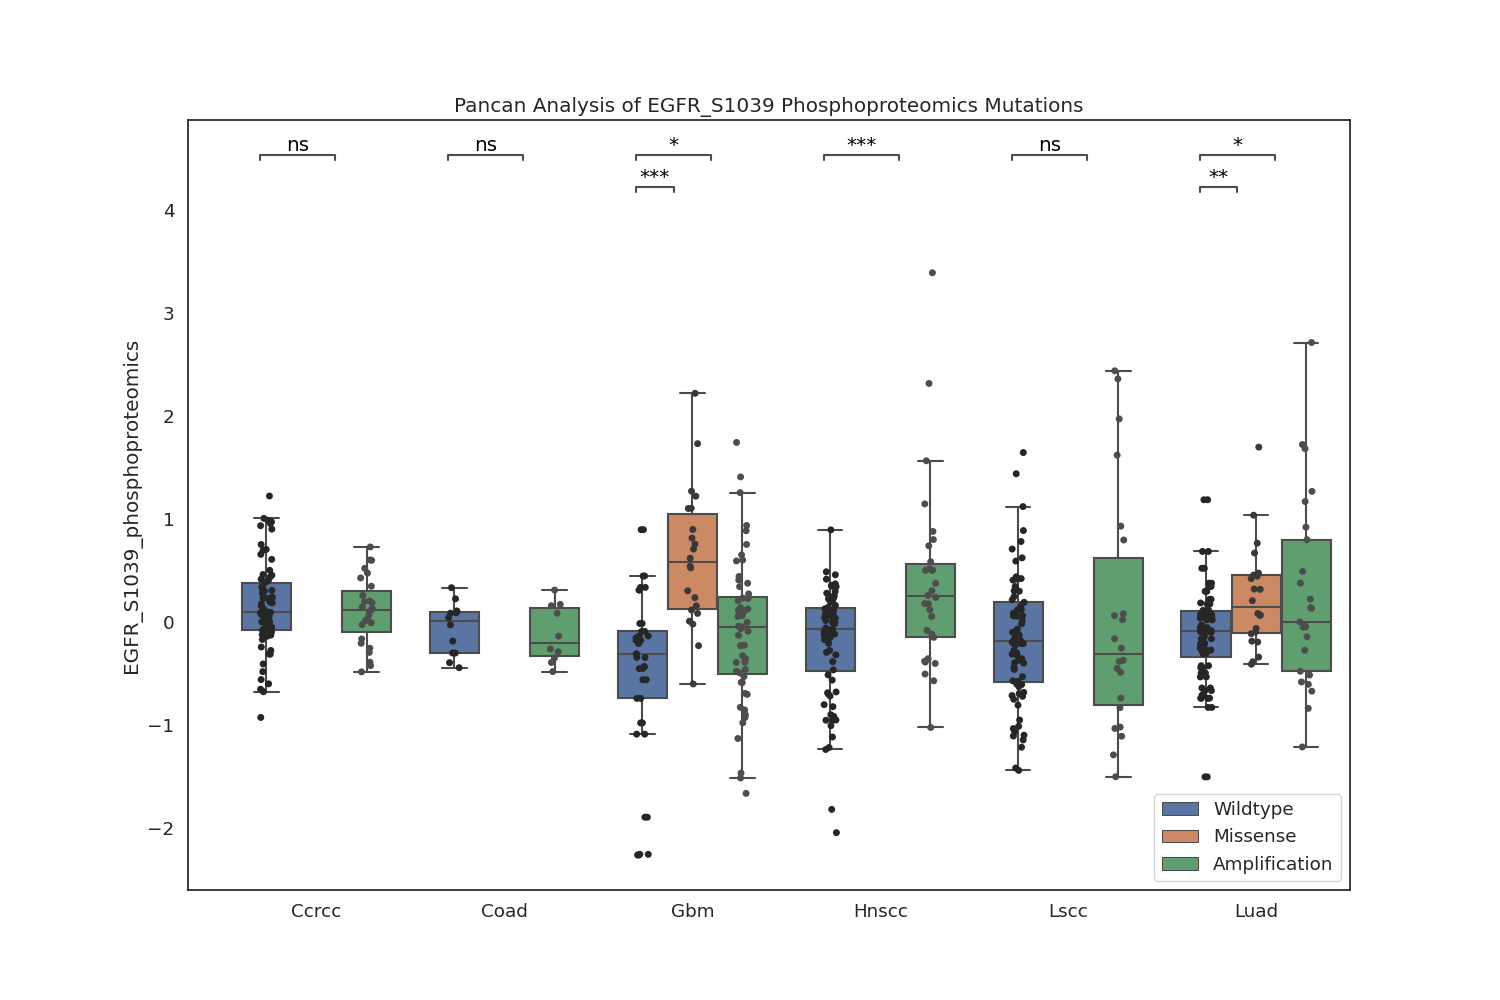 Pancan Analysis of EGFR_S1039 Phosphoproteomics Mutations
ns ns * *** ns *
*** **
4
3
2
1
0
−1
−2
EGFR_S1039_phosphoproteomics
Wildtype
Missense
Amplification
Ccrcc Coad Gbm Hnscc Lscc Luad